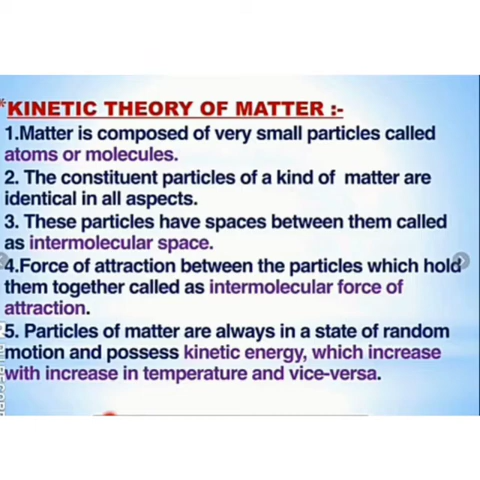 *KINETIC THEORY OF MATTER :-
1.Matter is composed of very small particles called
atoms or molecules.
2. The constituent particles of a kind of matter are
identical in all aspects.
3. These particles have spaces between them called
as intermolecular space.
4.Force of attraction between the particles which hold
them together called as intermolecular force of
attraction.
5. Particles of matter are always in a state of random
motion and possess kinetic energy, which increase
with increase in temperature and vice-versa.